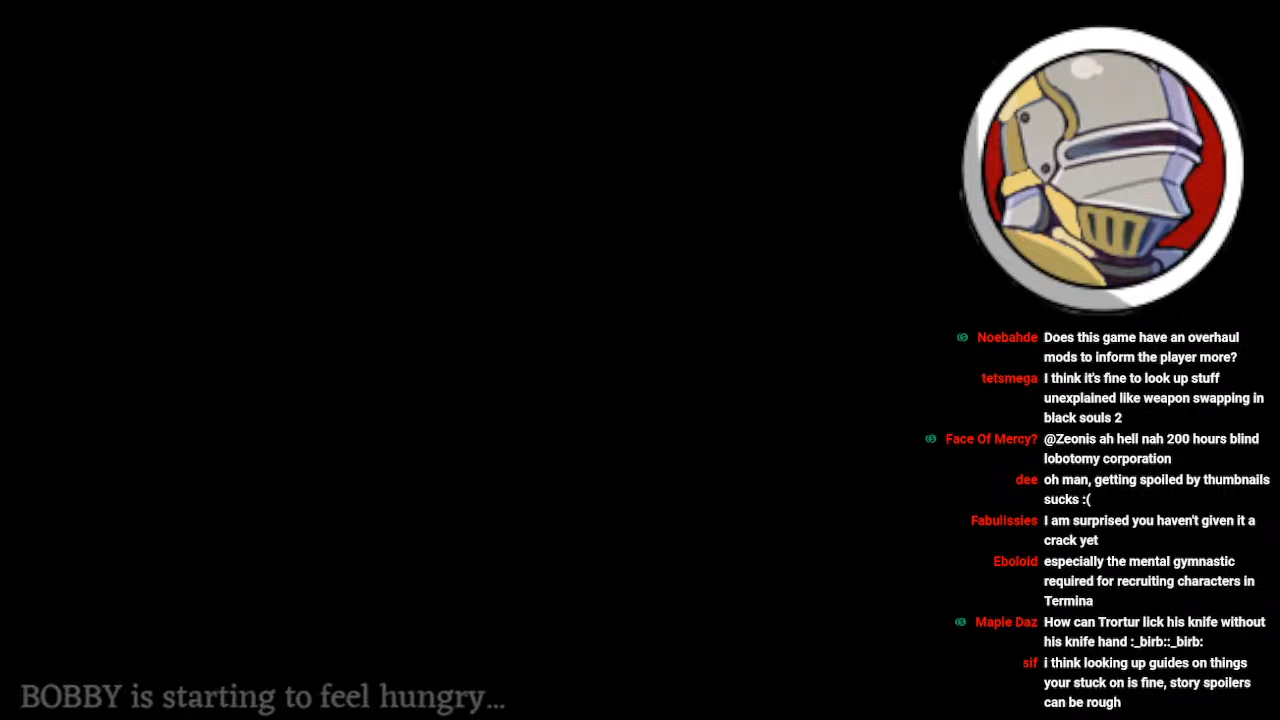 Noebahde Does this game have an overhaul
mods to inform the player more?
tetsmega I think it's fine to look up stuff
unexplained like weapon swapping in
black souls 2
Face Of Mercy? @Zeonis ah hell nah 200 hours blind
lobotomy corporation
dee oh man, getting spoiled by thumbnails
sucks :(
Fabulissies I am surprised you haven't given it a
crack yet
Eboloid especially the mental gymnastic
required for recruiting characters in
Termina
Maple Daz How can Trortur lick his knife without
his knife hand :_birb::_birb:
sif i think looking up guides on things
your stuck on is fine, story spoilers
can be rough
BOBBY is starting to feel hungry...